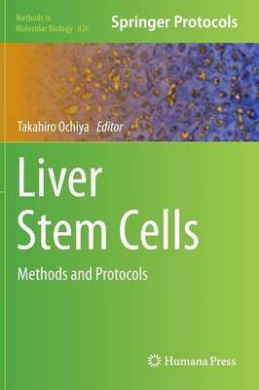 Methods in
Molecular Biology 826
Springer Protocols
Takahiro Ochiya Editor
Liver
Stem Cells
Methods and Protocols
Humana Press